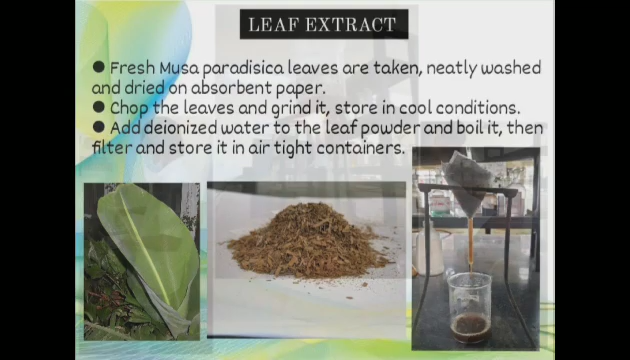 LEAF EXTRACT
● Fresh Musa paradisica leaves are taken, neatly washed
and dried on absorbent paper.
● Chop the leaves and grind it, store in cool conditions.
● Add deionized water to the leaf powder and boil it, then
filter and store it in air tight containers.